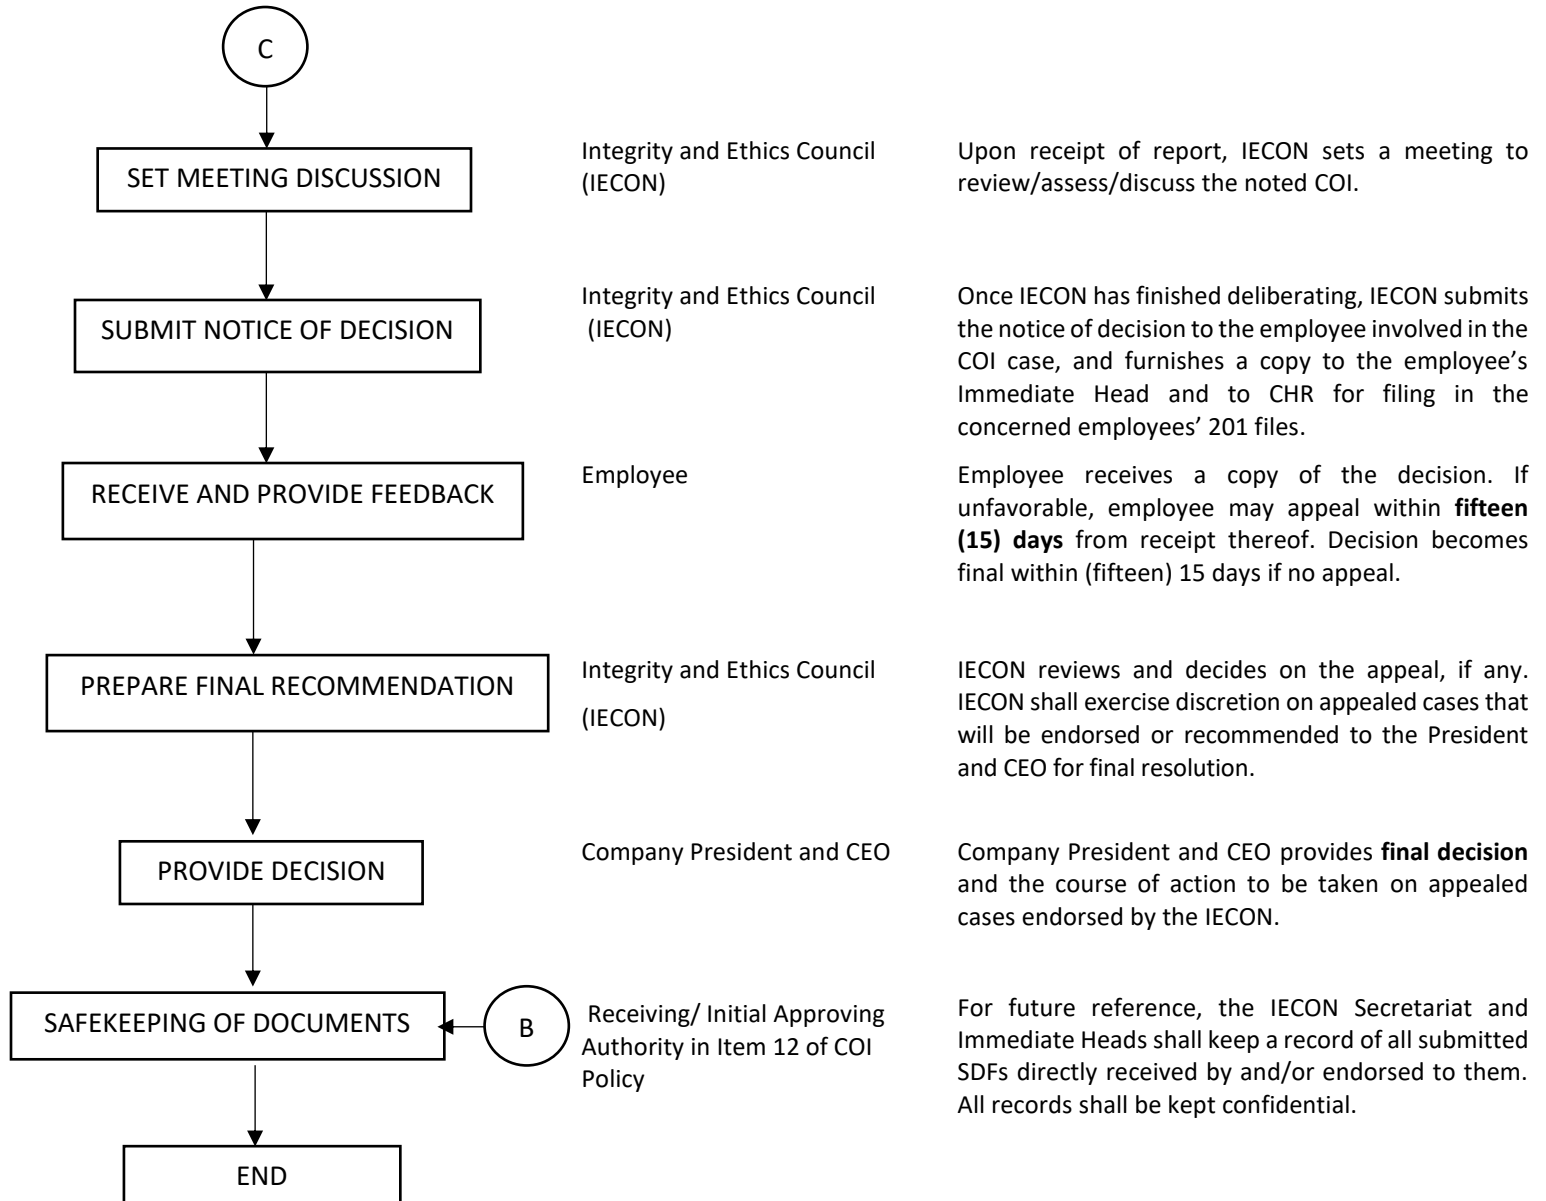 C
SET MEETING DISCUSSION
Integrity and Ethics Council
(IECON)
Upon receipt of report, IECON sets a meeting to
review/assess/discuss the noted COI.
SUBMIT NOTICE OF DECISION
Integrity and Ethics Council
(IECON)
Once IECON has finished deliberating, IECON submits
the notice of decision to the employee involved in the
COI case, and furnishes a copy to the employee’s
Immediate Head and to CHR for filing in the
concerned employees’ 201 files.
RECEIVE AND PROVIDE FEEDBACK
Employee
Employee receives a copy of the decision. If
unfavorable, employee may appeal within fifteen
(15) days from receipt thereof. Decision becomes
final within (fifteen) 15 days if no appeal.
PREPARE FINAL RECOMMENDATION
Integrity and Ethics Council
(IECON)
IECON reviews and decides on the appeal, if any.
IECON shall exercise discretion on appealed cases that
will be endorsed or recommended to the President
and CEO for final resolution.
PROVIDE DECISION
Company President and CEO
Company President and CEO provides final decision
and the course of action to be taken on appealed
cases endorsed by the IECON.
SAFEKEEPING OF DOCUMENTS
B
Receiving/ Initial Approving
Authority in Item 12 of COI
Policy
For future reference, the IECON Secretariat and
Immediate Heads shall keep a record of all submitted
SDFs directly received by and/or endorsed to them.
All records shall be kept confidential.
END